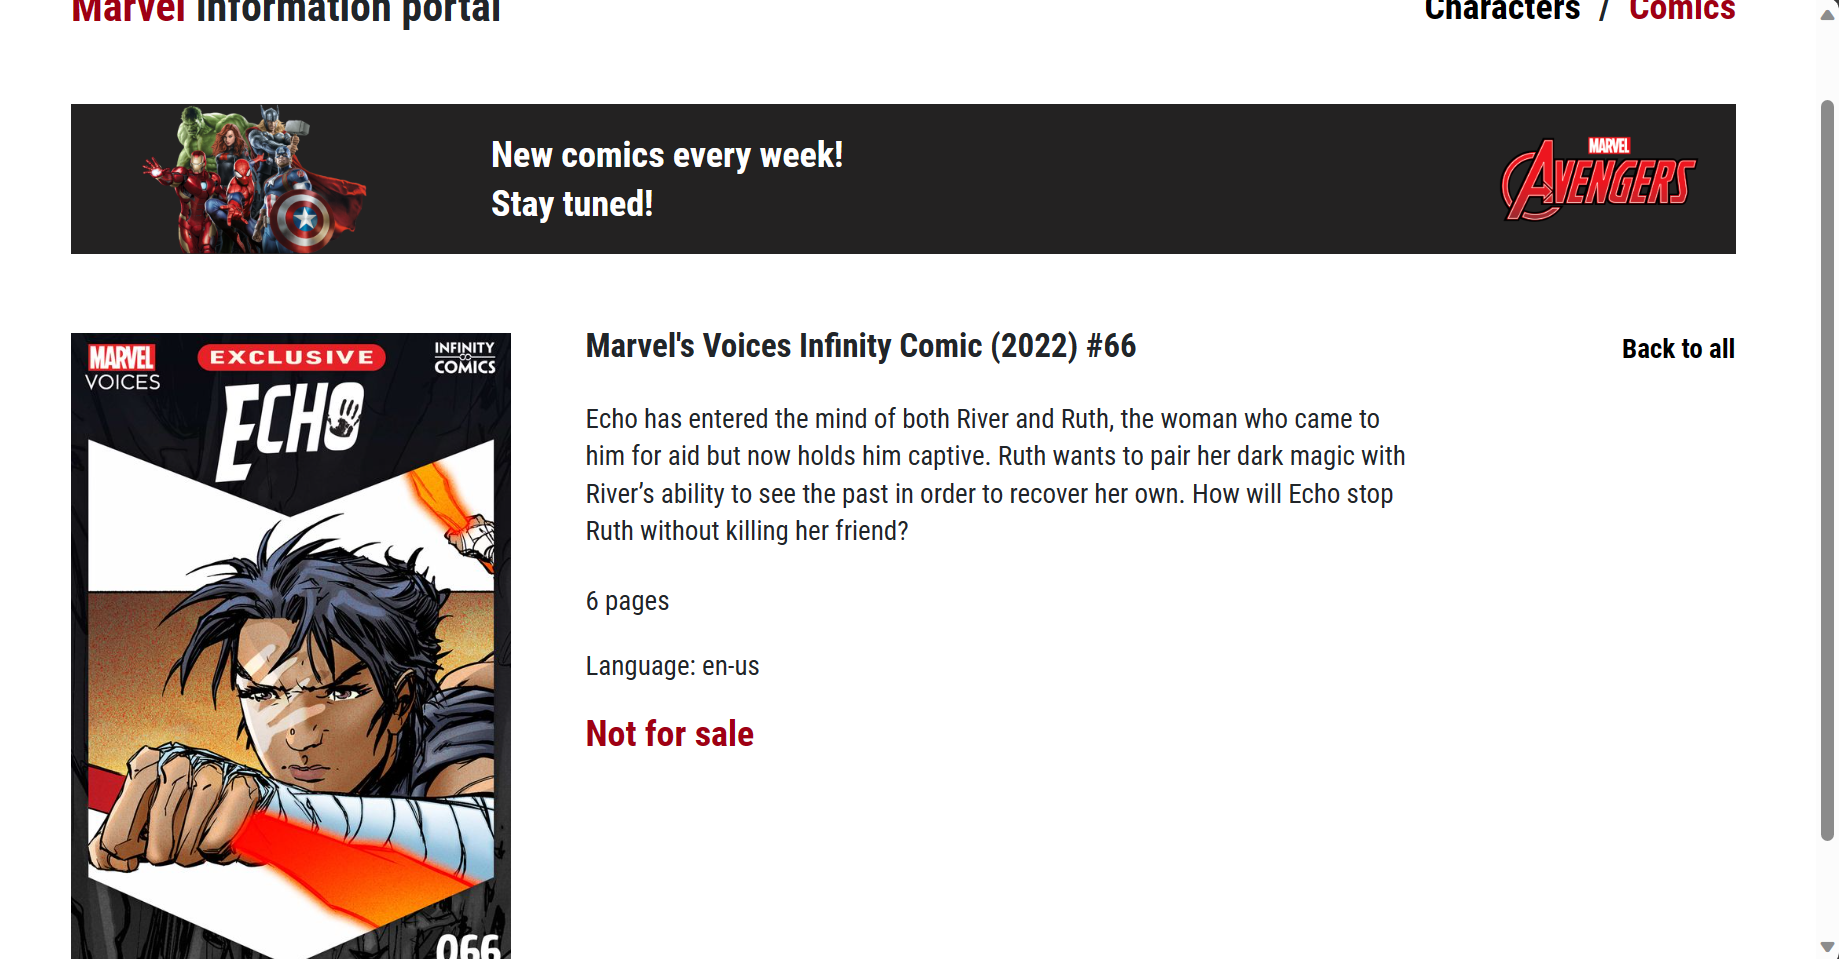 Marvel information portal
Characters / Comics
New comics every week!
Stay tuned!
MARVEL
AVENGERS
MARVEL
VOICES
EXCLUSIVE
INFINITY
COMICS
ECHO
066
Marvel's Voices Infinity Comic (2022) #66
Back to all
Echo has entered the mind of both River and Ruth, the woman who came to
him for aid but now holds him captive. Ruth wants to pair her dark magic with
River’s ability to see the past in order to recover her own. How will Echo stop
Ruth without killing her friend?
6 pages
Language: en-us
Not for sale